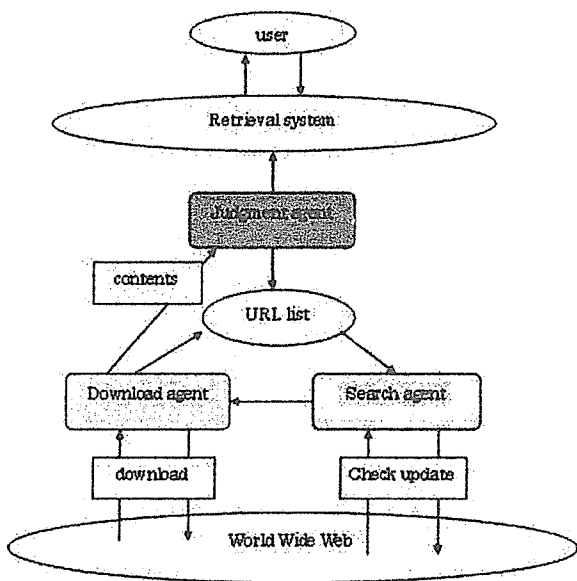 user
Retrieval system
Judgment agent
contents
URL list
Download agent
Search agent
download
Check update
World Wide Web